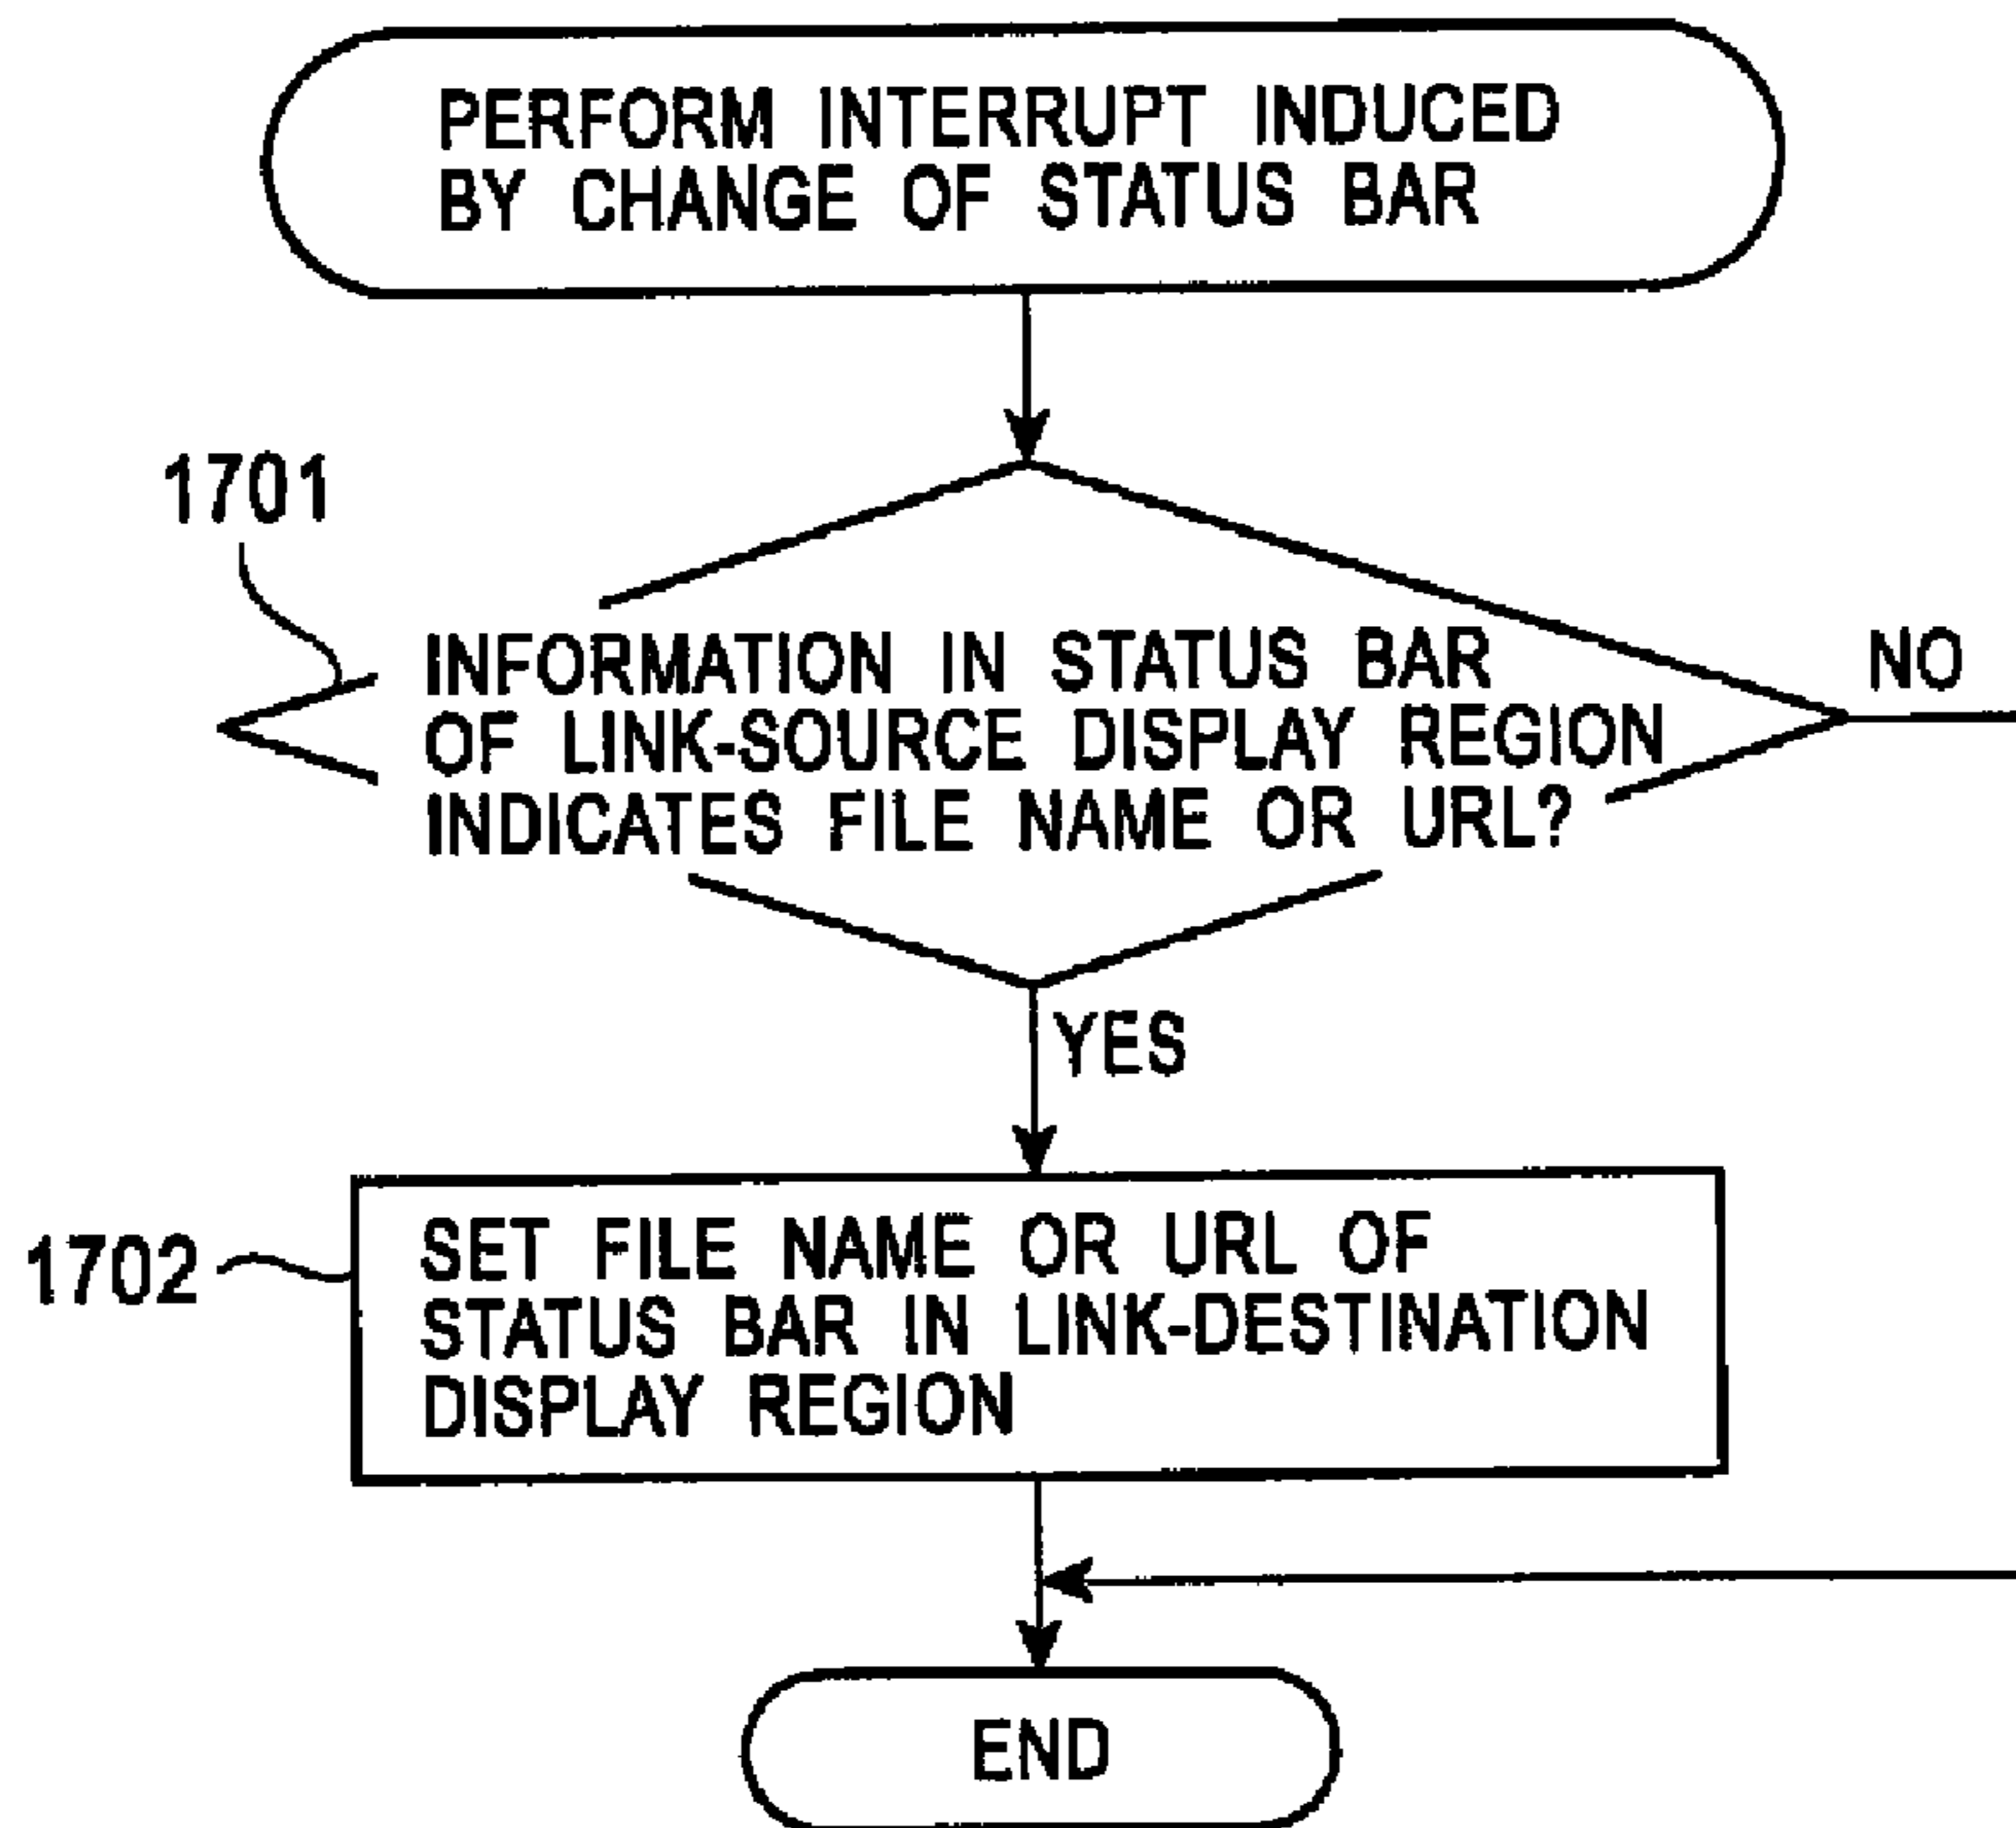 PERFORM INTERRUPT INDUCED
BY CHANGE OF STATUS BAR
1701
INFORMATION IN STATUS BAR
OF LINK-SOURCE DISPLAY REGION
INDICATES FILE NAME OR URL?
NO
YES
1702
SET FILE NAME OR URL OF
STATUS BAR IN LINK-DESTINATION
DISPLAY REGION
END